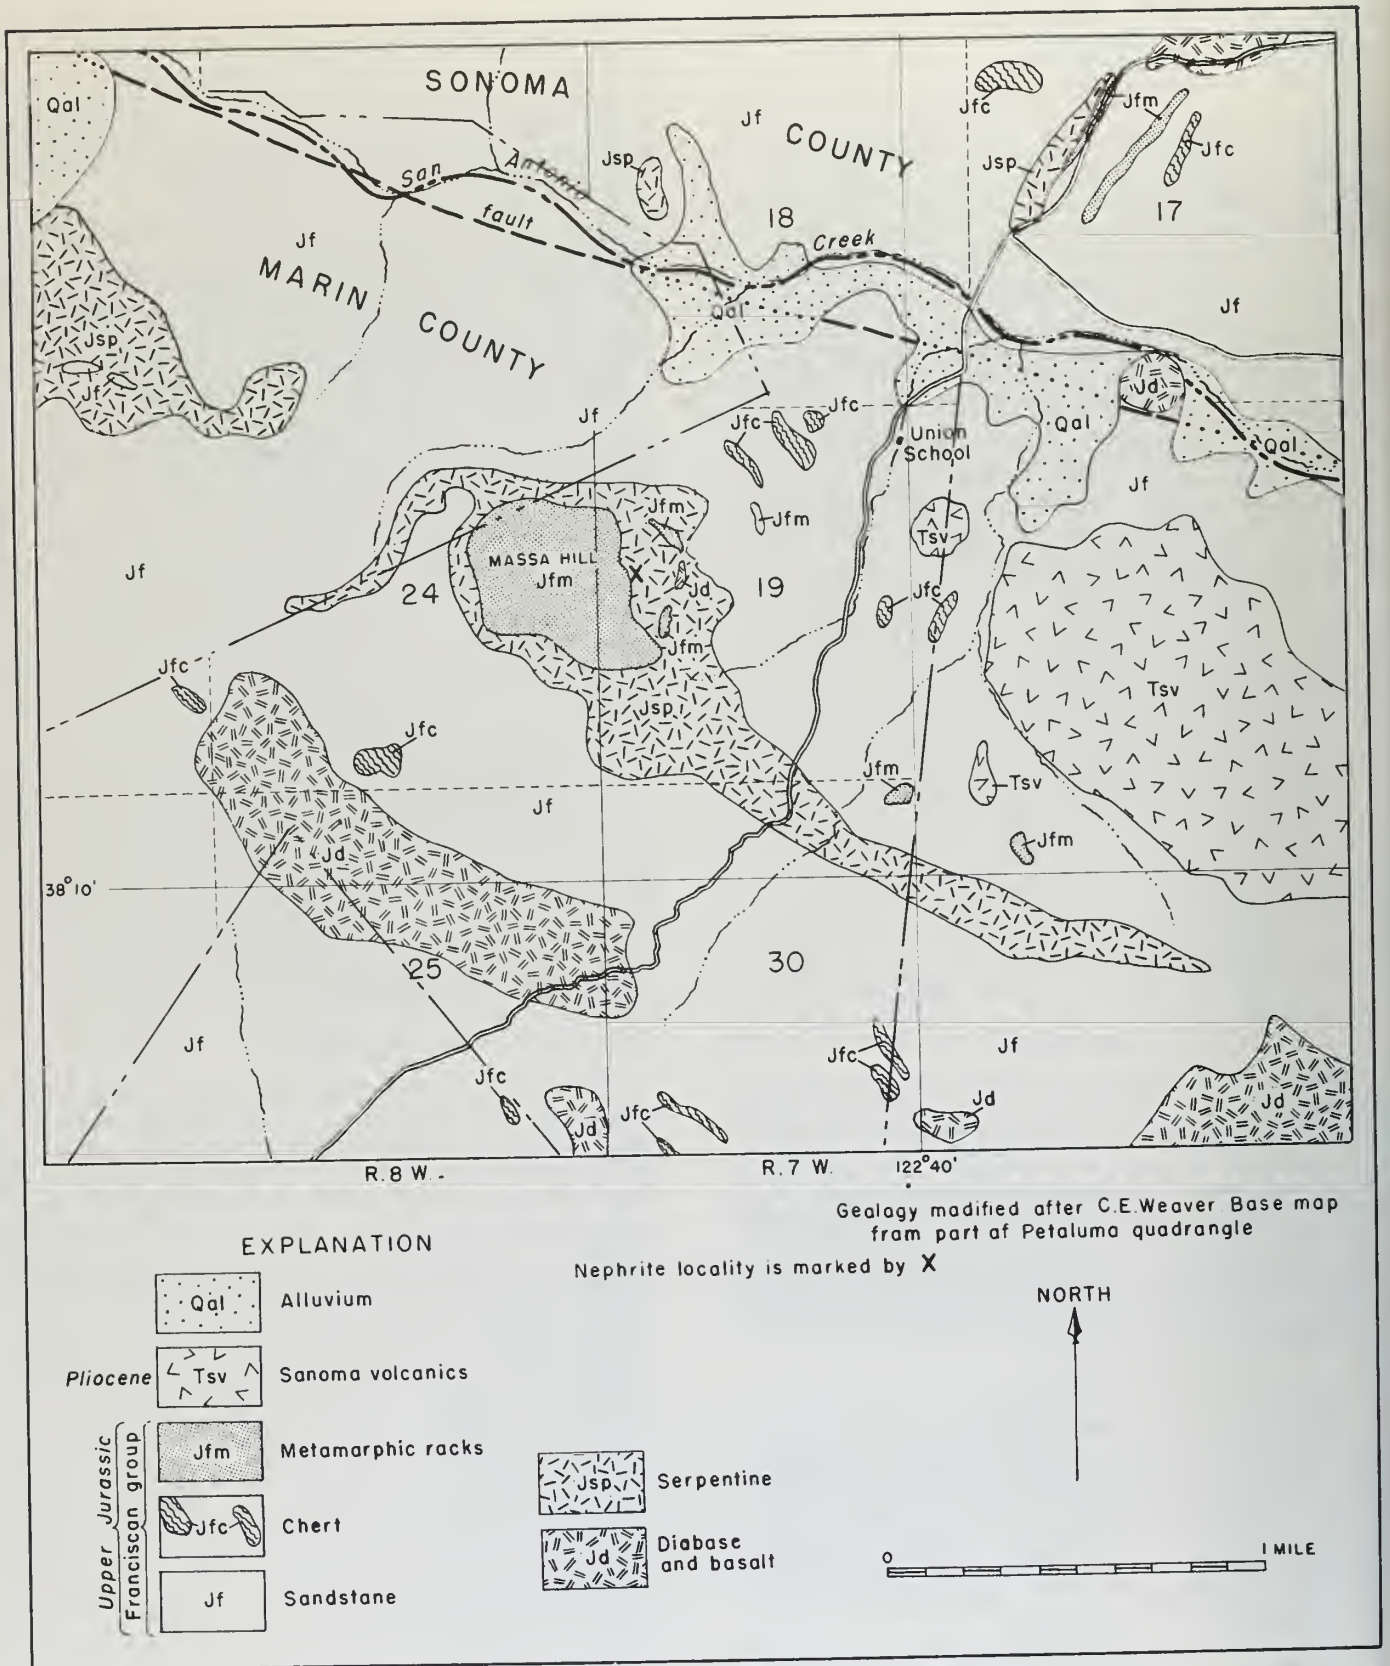 Qal
SONOMA
Jf
COUNTY
Jfc
Jfm
Jsp
Jfc
Jsp
San Antonio
fault
18
17
Creek
Jf
MARIN
COUNTY
Qal
Jf
Jsp
Jf
Jd
Jf
Jfc
Jfc
Qal
Union
School
Qal
Jf
Jfm
Jfm
Tsv
MASSA HILL
Jfm
Jf
24
Jd
19
Jfc
Jfm
Jfc
Jsp
Tsv
Jfc
Jfm
Tsv
Jf
Jfm
Jd
38°10'
25
30
Jf
Jf
Jfc
Jfc
Jfc
Jd
Jd
Jd
R.8 W.
R.7 W.
122°40'
Gealagy madified after C.E.Weaver Base map
fram part af Petaluma quadrangle
EXPLANATION
Nephrite locality is marked by X
Qal Alluvium
NORTH
Pliocene Tsv Sanoma volcanics
Upper Jurassic
Franciscan group
Jfm Metamarphic racks
Jsp Serpentine
Jfc Chert
Jd Diabase
and basalt
0 1 MILE
Jf Sandstane